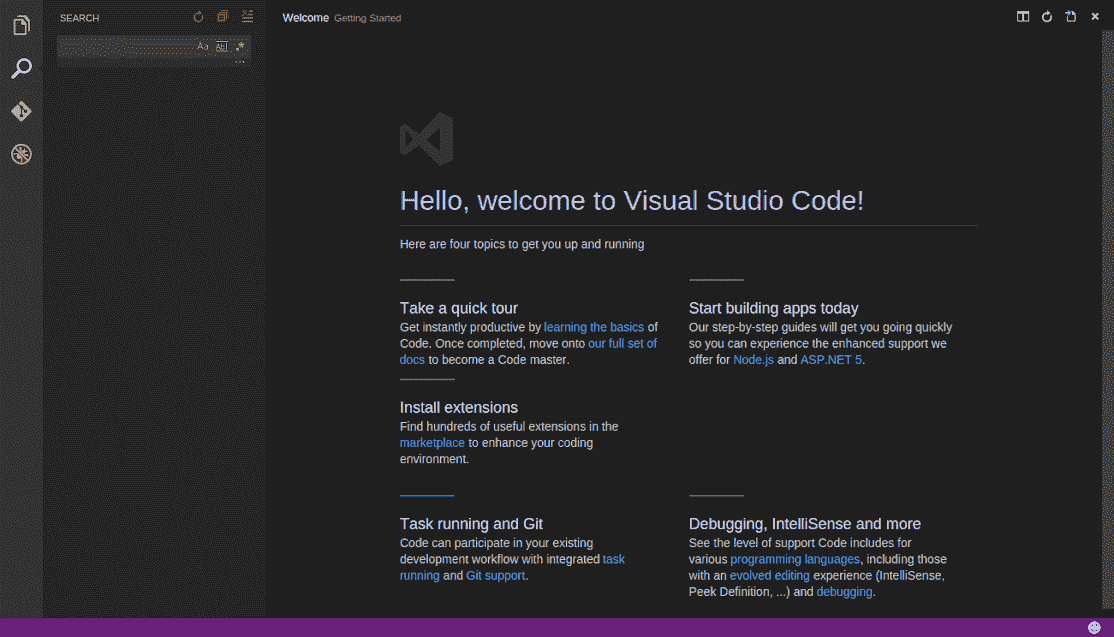 SEARCH
Welcome Getting Started
Aa Abl .*
...
Hello, welcome to Visual Studio Code!
Here are four topics to get you up and running
Take a quick tour
Get instantly productive by learning the basics of
Code. Once completed, move onto our full set of
docs to become a Code master.
Start building apps today
Our step-by-step guides will get you going quickly
so you can experience the enhanced support we
offer for Node.js and ASP.NET 5.
Install extensions
Find hundreds of useful extensions in the
marketplace to enhance your coding
environment.
Task running and Git
Code can participate in your existing
development workflow with integrated task
running and Git support.
Debugging, IntelliSense and more
See the level of support Code includes for
various programming languages, including those
with an evolved editing experience (IntelliSense,
Peek Definition, ...) and debugging.